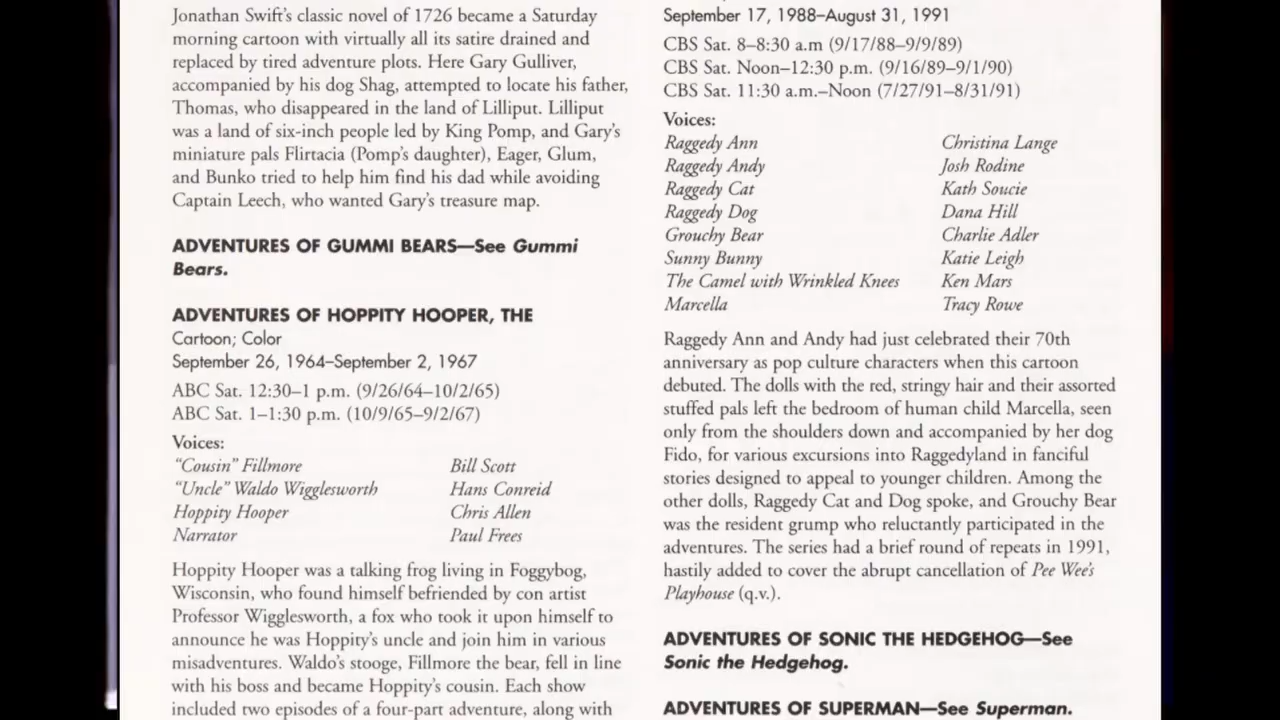 Jonathan Swift's classic novel of 1726 became a Saturday
morning cartoon with virtually all its satire drained and
replaced by tired adventure plots. Here Gary Gulliver,
accompanied by his dog Shag, attempted to locate his father,
Thomas, who disappeared in the land of Lilliput. Lilliput
was a land of six-inch people led by King Pomp, and Gary's
miniature pals Flirtacia (Pomp's daughter), Eager, Glum,
and Bunko tried to help him find his dad while avoiding
Captain Leech, who wanted Gary's treasure map.
ADVENTURES OF GUMMI BEARS—See Gummi
Bears.
ADVENTURES OF HOPPITY HOOPER, THE
Cartoon; Color
September 26, 1964–September 2, 1967
ABC Sat. 12:30–1 p.m. (9/26/64–10/2/65)
ABC Sat. 1–1:30 p.m. (10/9/65–9/2/67)
Voices:
"Cousin" Fillmore Bill Scott
"Uncle" Waldo Wigglesworth Hans Conreid
Hoppity Hooper Chris Allen
Narrator Paul Frees
Hoppity Hooper was a talking frog living in Foggybog,
Wisconsin, who found himself befriended by con artist
Professor Wigglesworth, a fox who took it upon himself to
announce he was Hoppity's uncle and join him in various
misadventures. Waldo's stooge, Fillmore the bear, fell in line
with his boss and became Hoppity's cousin. Each show
included two episodes of a four-part adventure, along with
September 17, 1988–August 31, 1991
CBS Sat. 8–8:30 a.m (9/17/88–9/9/89)
CBS Sat. Noon–12:30 p.m. (9/16/89–9/1/90)
CBS Sat. 11:30 a.m.–Noon (7/27/91–8/31/91)
Voices:
Raggedy Ann Christina Lange
Raggedy Andy Josh Rodine
Raggedy Cat Kath Soucie
Raggedy Dog Dana Hill
Grouchy Bear Charlie Adler
Sunny Bunny Katie Leigh
The Camel with Wrinkled Knees Ken Mars
Marcella Tracy Rowe
Raggedy Ann and Andy had just celebrated their 70th
anniversary as pop culture characters when this cartoon
debuted. The dolls with the red, stringy hair and their assorted
stuffed pals left the bedroom of human child Marcella, seen
only from the shoulders down and accompanied by her dog
Fido, for various excursions into Raggedyland in fanciful
stories designed to appeal to younger children. Among the
other dolls, Raggedy Cat and Dog spoke, and Grouchy Bear
was the resident grump who reluctantly participated in the
adventures. The series had a brief round of repeats in 1991,
hastily added to cover the abrupt cancellation of Pee Wee's
Playhouse (q.v.).
ADVENTURES OF SONIC THE HEDGEHOG—See
Sonic the Hedgehog.
ADVENTURES OF SUPERMAN—See Superman.